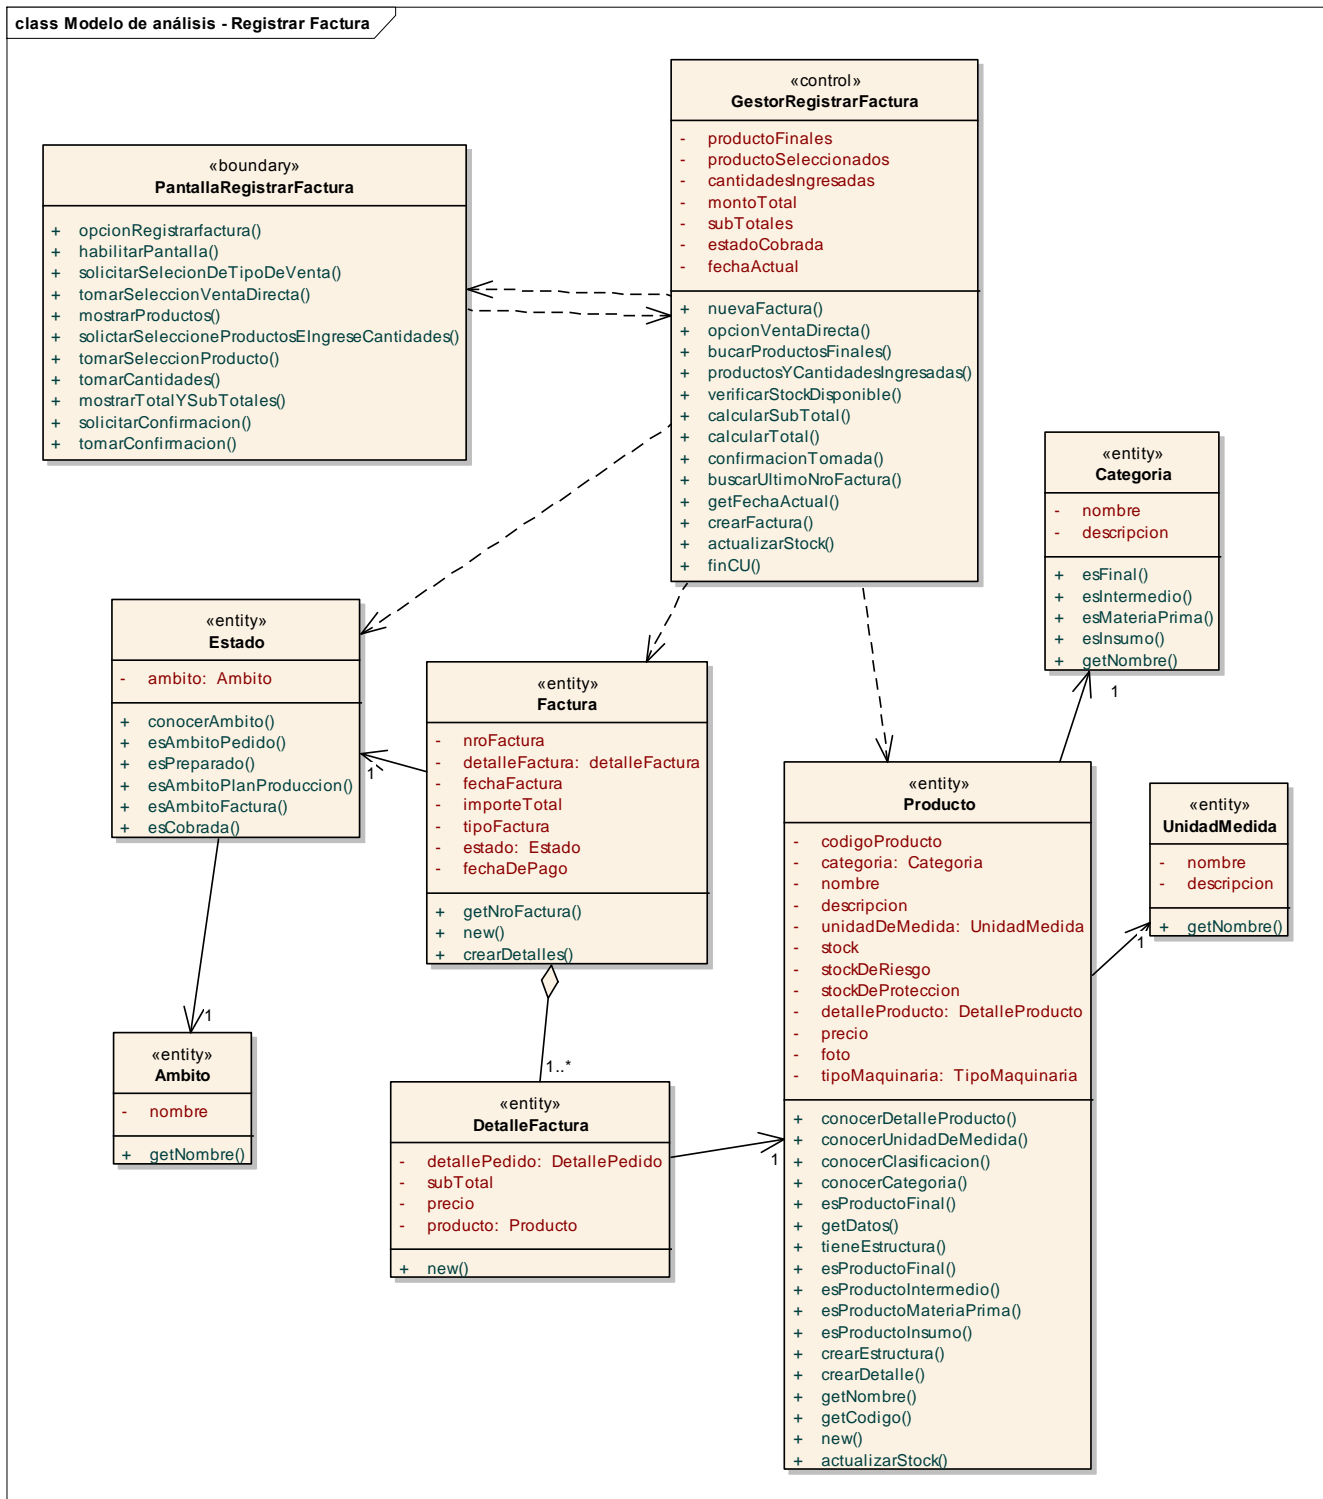 class Modelo de análisis - Registrar Factura
«control»
GestorRegistrarFactura
- productoFinales
- productoSeleccionados
- cantidadesIngresadas
- montoTotal
- subTotales
- estadoCobrada
- fechaActual
+ nuevaFactura()
+ opcionVentaDirecta()
+ bucarProductosFinales()
+ productosYCantidadesIngresadas()
+ verificarStockDisponible()
+ calcularSubTotal()
+ calcularTotal()
+ confirmacionTomada()
+ buscarUltimoNroFactura()
+ getFechaActual()
+ crearFactura()
+ actualizarStock()
+ finCU()
«boundary»
PantallaRegistrarFactura
+ opcionRegistrarfactura()
+ habilitarPantalla()
+ solicitarSelecionDeTipoDeVenta()
+ tomarSeleccionVentaDirecta()
+ mostrarProductos()
+ solictarSeleccioneProductosEIngreseCantidades()
+ tomarSeleccionProducto()
+ tomarCantidades()
+ mostrarTotalYSubTotales()
+ solicitarConfirmacion()
+ tomarConfirmacion()
«entity»
Categoria
- nombre
- descripcion
+ esFinal()
+ esIntermedio()
+ esMateriaPrima()
+ esInsumo()
+ getNombre()
1
«entity»
Estado
- ambito: Ambito
+ conocerAmbito()
+ esAmbitoPedido()
+ esPreparado()
+ esAmbitoPlanProduccion()
+ esAmbitoFactura()
+ esCobrada()
1
«entity»
Factura
- nroFactura
- detalleFactura: detalleFactura
- fechaFactura
- importeTotal
- tipoFactura
- estado: Estado
- fechaDePago
+ getNroFactura()
+ new()
+ crearDetalles()
«entity»
Producto
- codigoProducto
- categoria: Categoria
- nombre
- descripcion
- unidadDeMedida: UnidadMedida
- stock
- stockDeRiesgo
- stockDeProteccion
- detalleProducto: DetalleProducto
- precio
- foto
- tipoMaquinaria: TipoMaquinaria
+ conocerDetalleProducto()
+ conocerUnidadDeMedida()
+ conocerClasificacion()
+ conocerCategoria()
+ esProductoFinal()
+ getDatos()
+ tieneEstructura()
+ esProductoFinal()
+ esProductoIntermedio()
+ esProductoMateriaPrima()
+ esProductoInsumo()
+ crearEstructura()
+ crearDetalle()
+ getNombre()
+ getCodigo()
+ new()
+ actualizarStock()
«entity»
UnidadMedida
- nombre
- descripcion
+ getNombre()
1
1
«entity»
Ambito
- nombre
+ getNombre()
1..*
«entity»
DetalleFactura
- detallePedido: DetallePedido
- subTotal
- precio
- producto: Producto
+ new()
1